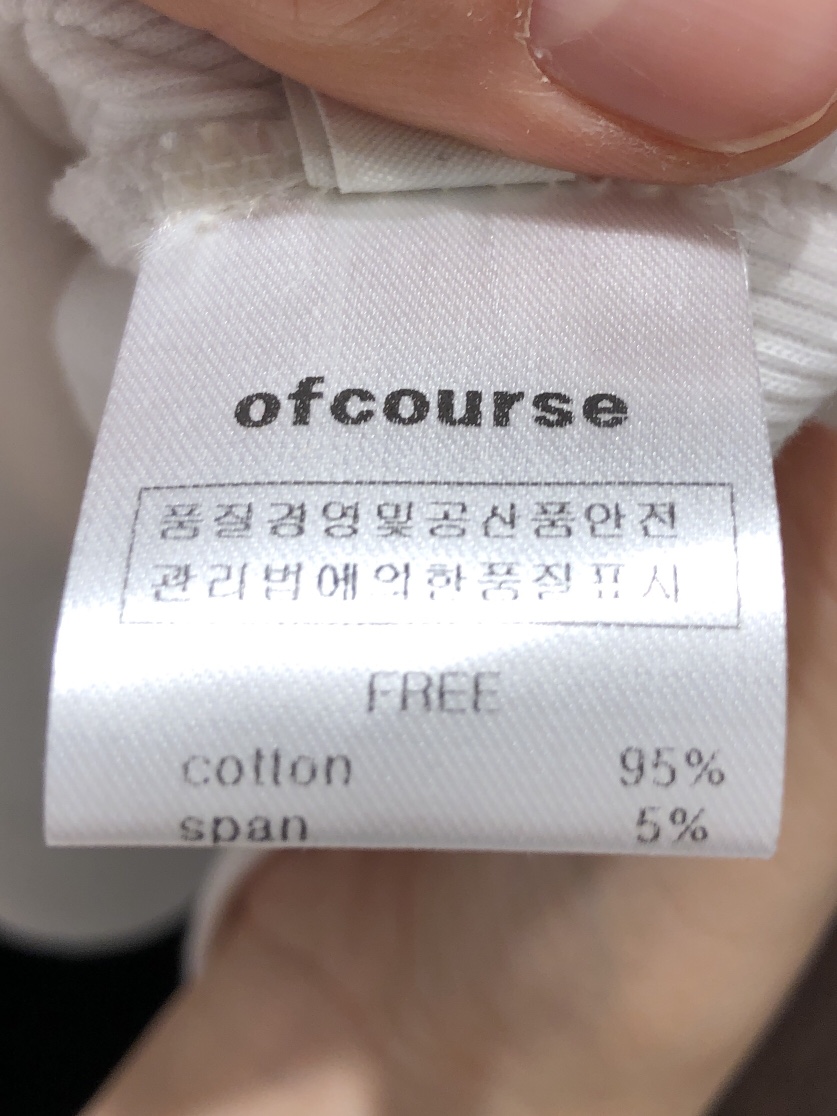 ofcourse
품질경영및공산품안전
관리법에의한품질표시
FREE
cotton 95%
span 5%